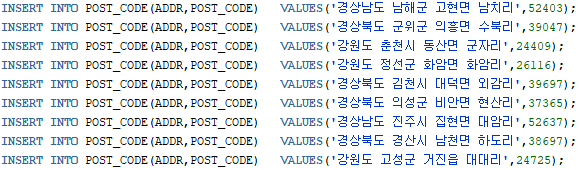 INSERT INTO POST_CODE(ADDR,POST_CODE) VALUES('경상남도 남해군 고현면 남치리',52403);
INSERT INTO POST_CODE(ADDR,POST_CODE) VALUES('경상북도 군위군 의흥면 수북리',39047);
INSERT INTO POST_CODE(ADDR,POST_CODE) VALUES('강원도 춘천시 동산면 군자리',24409);
INSERT INTO POST_CODE(ADDR,POST_CODE) VALUES('강원도 정선군 화암면 화암리',26116);
INSERT INTO POST_CODE(ADDR,POST_CODE) VALUES('경상북도 김천시 대덕면 외감리',39697);
INSERT INTO POST_CODE(ADDR,POST_CODE) VALUES('경상북도 의성군 비안면 현산리',37365);
INSERT INTO POST_CODE(ADDR,POST_CODE) VALUES('경상남도 진주시 집현면 대암리',52637);
INSERT INTO POST_CODE(ADDR,POST_CODE) VALUES('경상북도 경산시 남천면 하도리',38697);
INSERT INTO POST_CODE(ADDR,POST_CODE) VALUES('강원도 고성군 거진읍 대대리',24725);